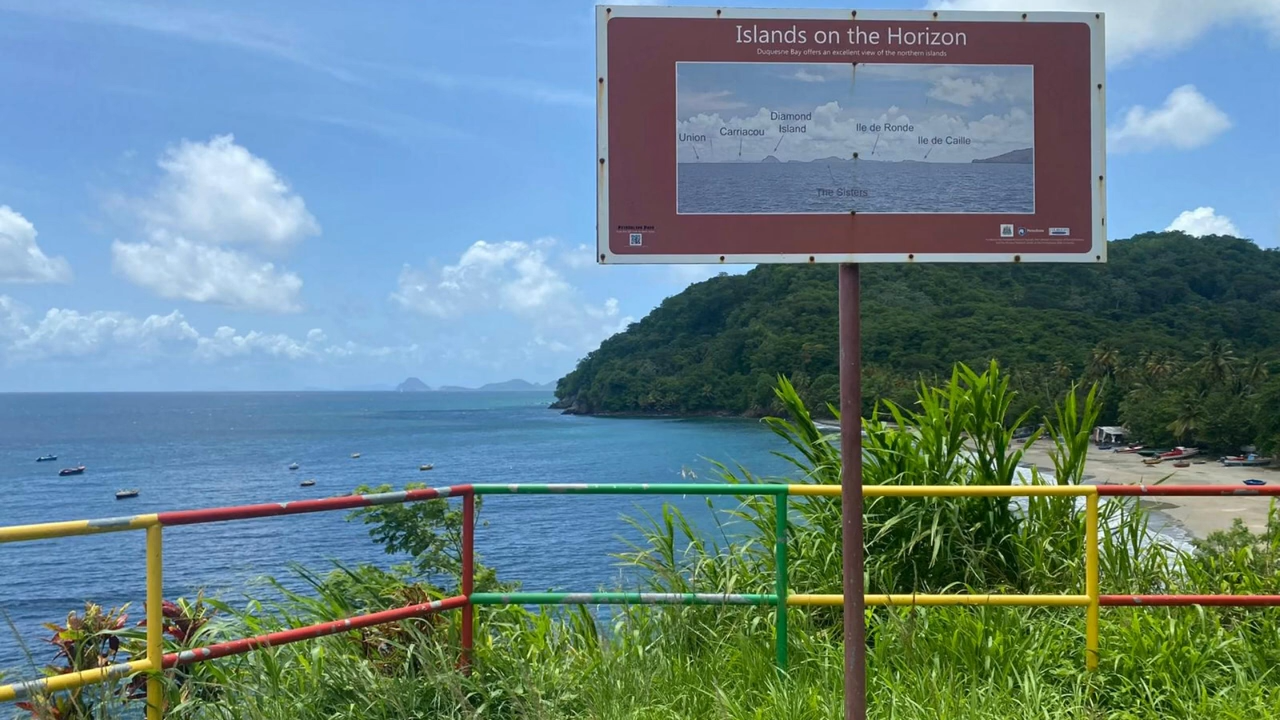 Islands on the Horizon
Duquesne Bay offers an excellent view of the northern islands
Union
Carriacou
Diamond
Island
Ile de Ronde
Ile de Caille
The Sisters